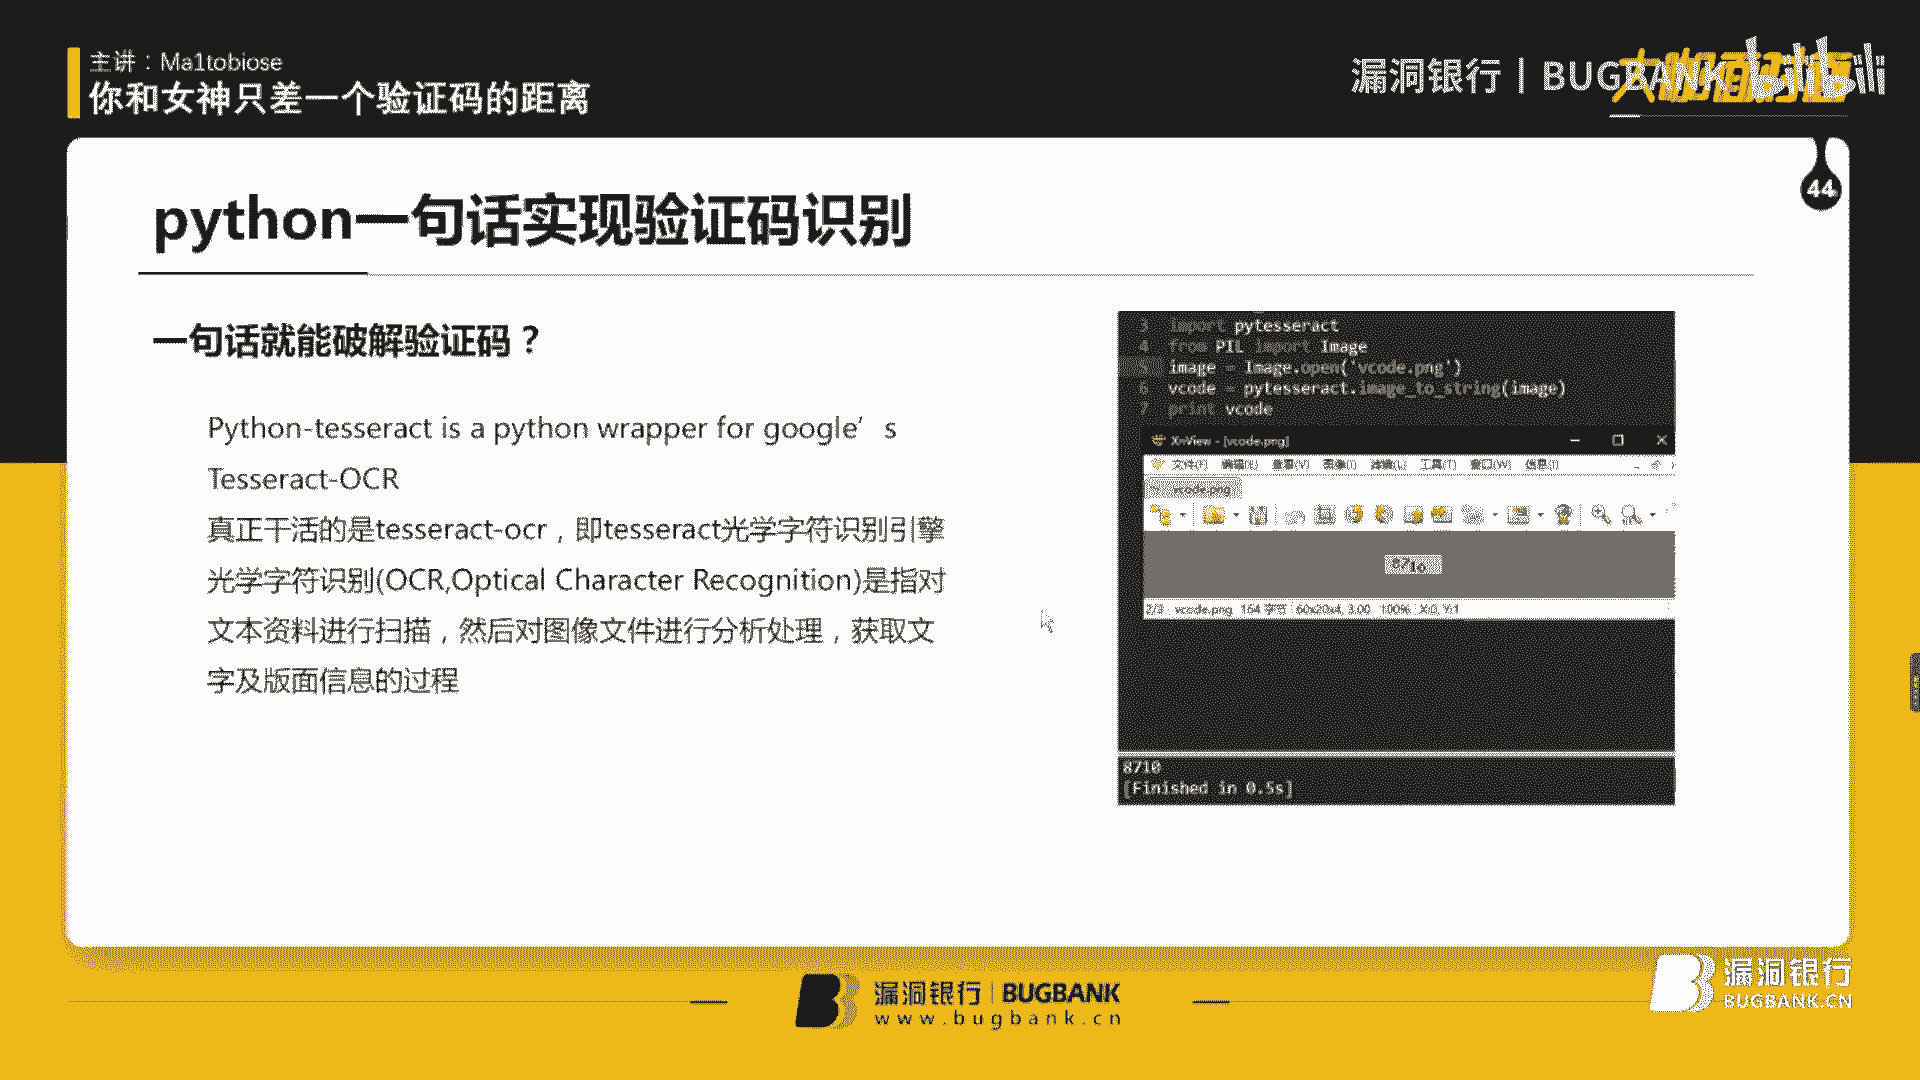 主讲：Ma1tobiose
你和女神只差一个验证码的距离
漏洞银行 | BUGBANK
bilibili
44
python一句话实现验证码识别
一句话就能破解验证码？
Python-tesseract is a python wrapper for google’s
Tesseract-OCR
真正干活的是tesseract-ocr，即tesseract光学字符识别引擎
光学字符识别(OCR,Optical Character Recognition)是指对
文本资料进行扫描，然后对图像文件进行分析处理，获取文
字及版面信息的过程
3 import pytesseract
4 from PIL import Image
5 image = Image.open('vcode.png')
6 vcode = pytesseract.image_to_string(image)
7 print vcode
XnView - [vcode.png]
文件(F) 编辑(E) 查看(V) 图像(I) 滤镜(L) 工具(T) 窗口(W) 信息(I)
vcode.png
8710
2/3 vcode.png 164 字节 60x20x4, 3.00 100% X:0, Y:1
8710
[Finished in 0.5s]
漏洞银行 | BUGBANK
www.bugbank.cn
漏洞银行
BUGBANK.CN